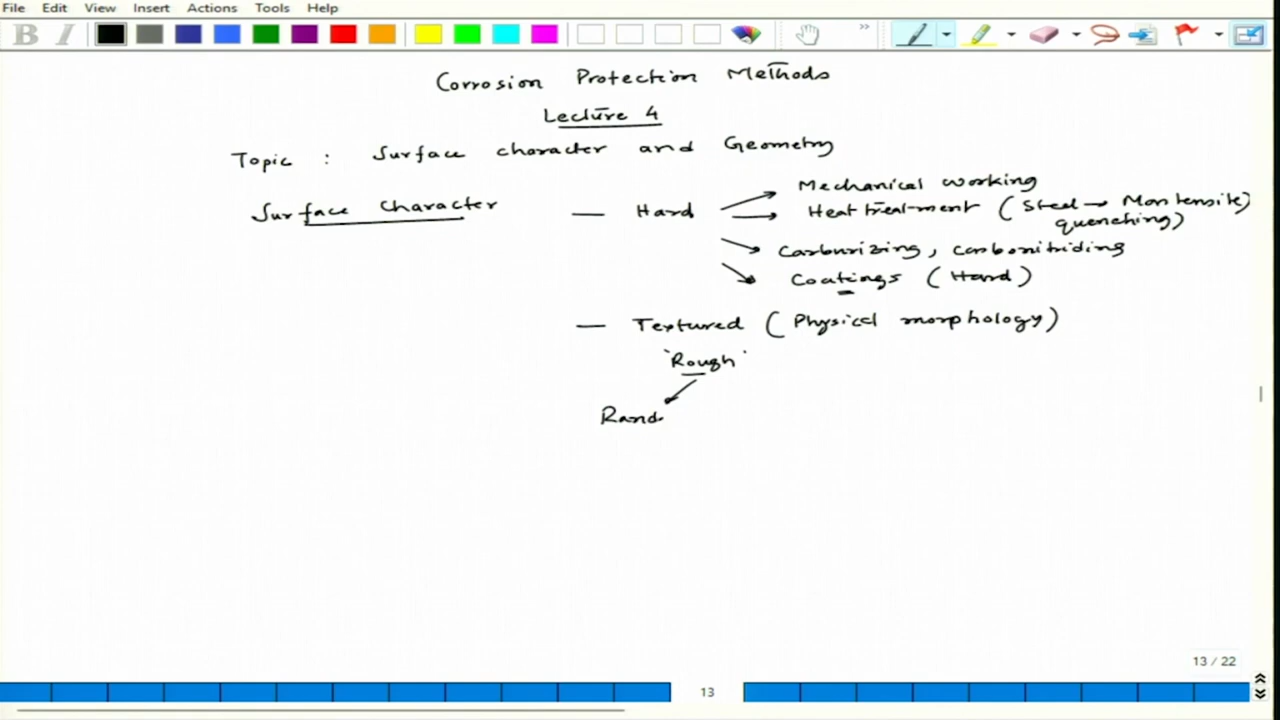 File Edit View Insert Actions Tools Help
B I
Corrosion Protection Methods
Lecture 4
Topic : Surface character and Geometry
Surface Character — Hard
Mechanical working
Heat treatment (Steel → Martensite)
quenching)
Carburizing, carbonitriding
Coatings (Hard)
— Textured (Physical morphology)
'Rough'
Rando
13 / 22
13